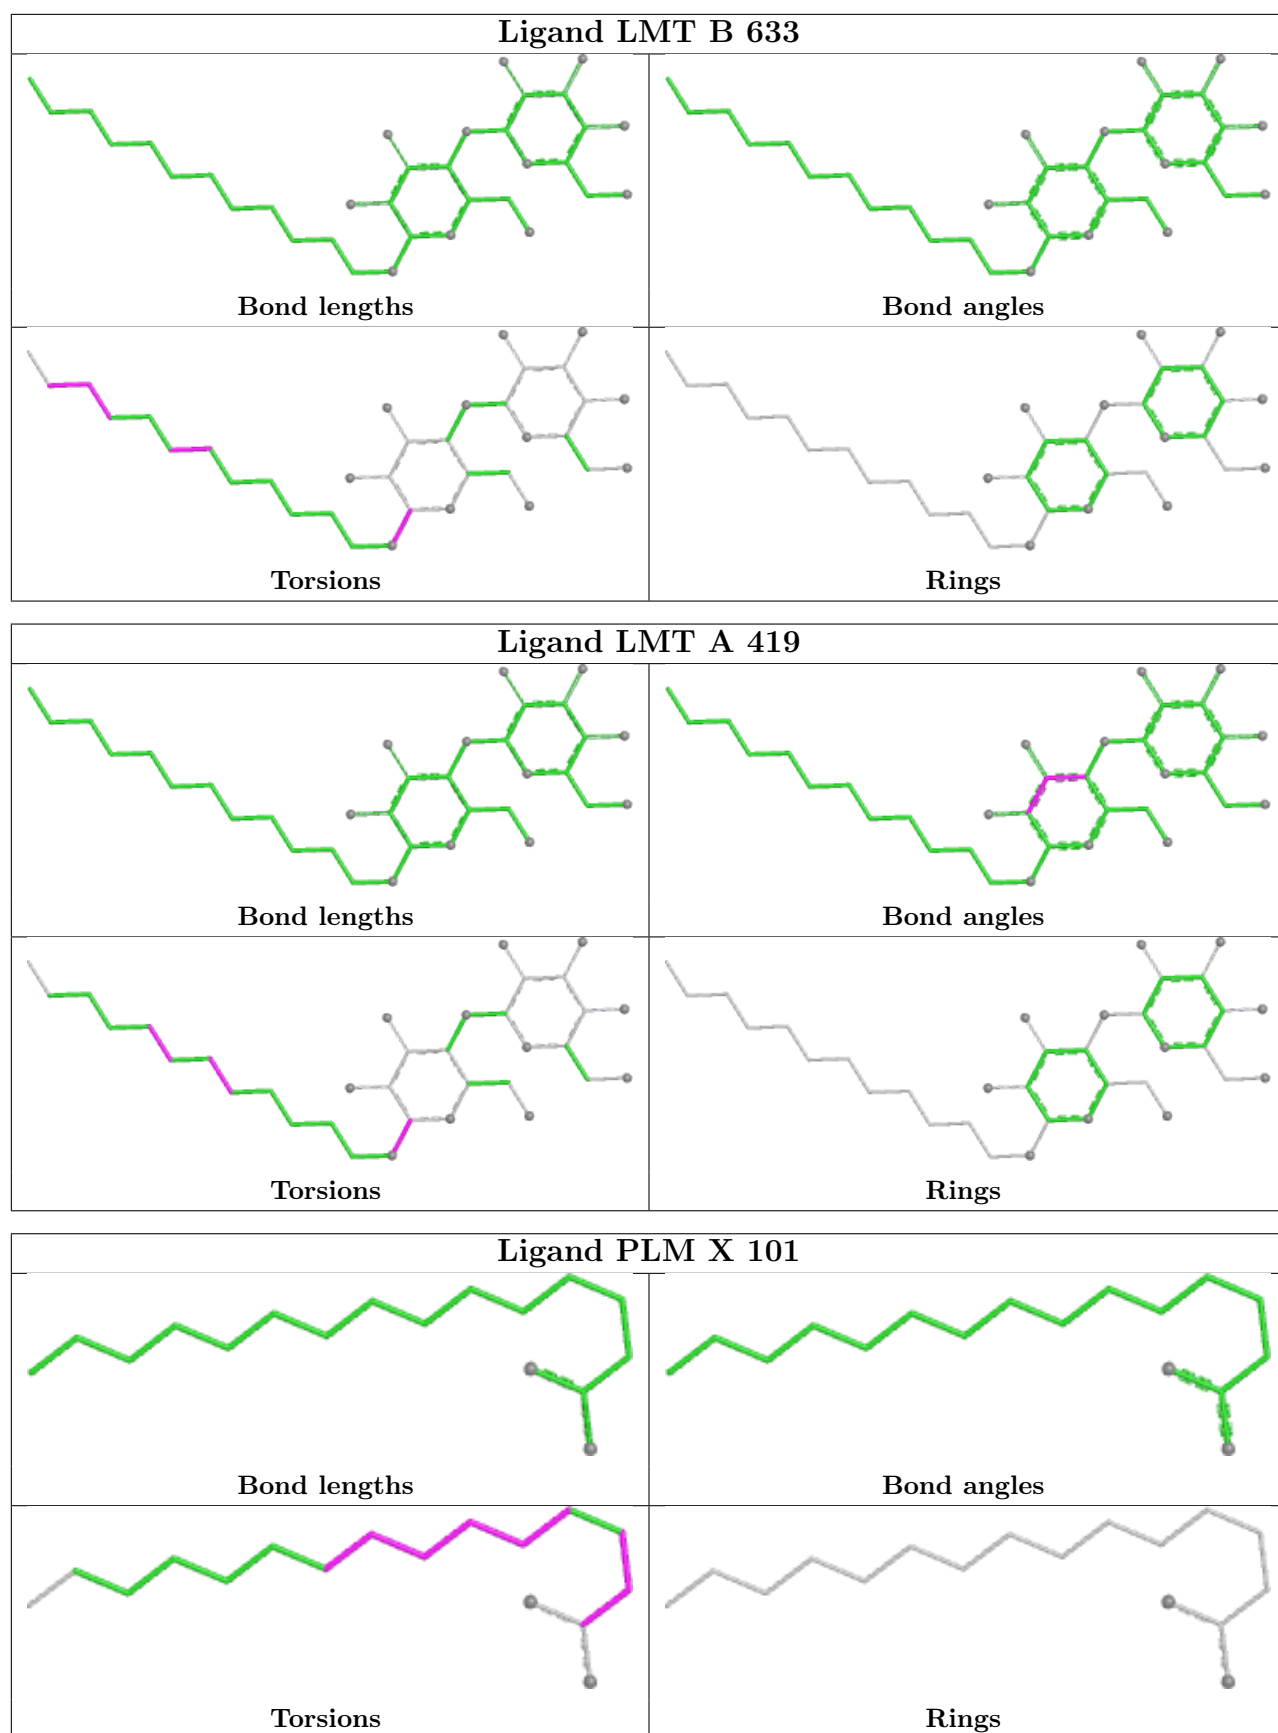 Ligand LMT B 633
Bond lengths
Bond angles
Torsions
Rings
Ligand LMT A 419
Bond lengths
Bond angles
Torsions
Rings
Ligand PLM X 101
Bond lengths
Bond angles
Torsions
Rings